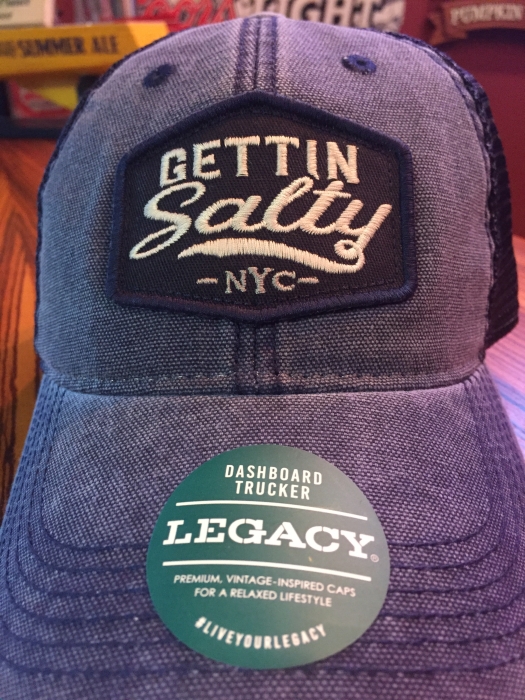 SUMMER ALE
PUMPKIN
GETTIN
Salty
-NYC-
DASHBOARD
TRUCKER
LEGACY®
PREMIUM, VINTAGE-INSPIRED CAPS
FOR A RELAXED LIFESTYLE
#LIVEYOURLEGACY